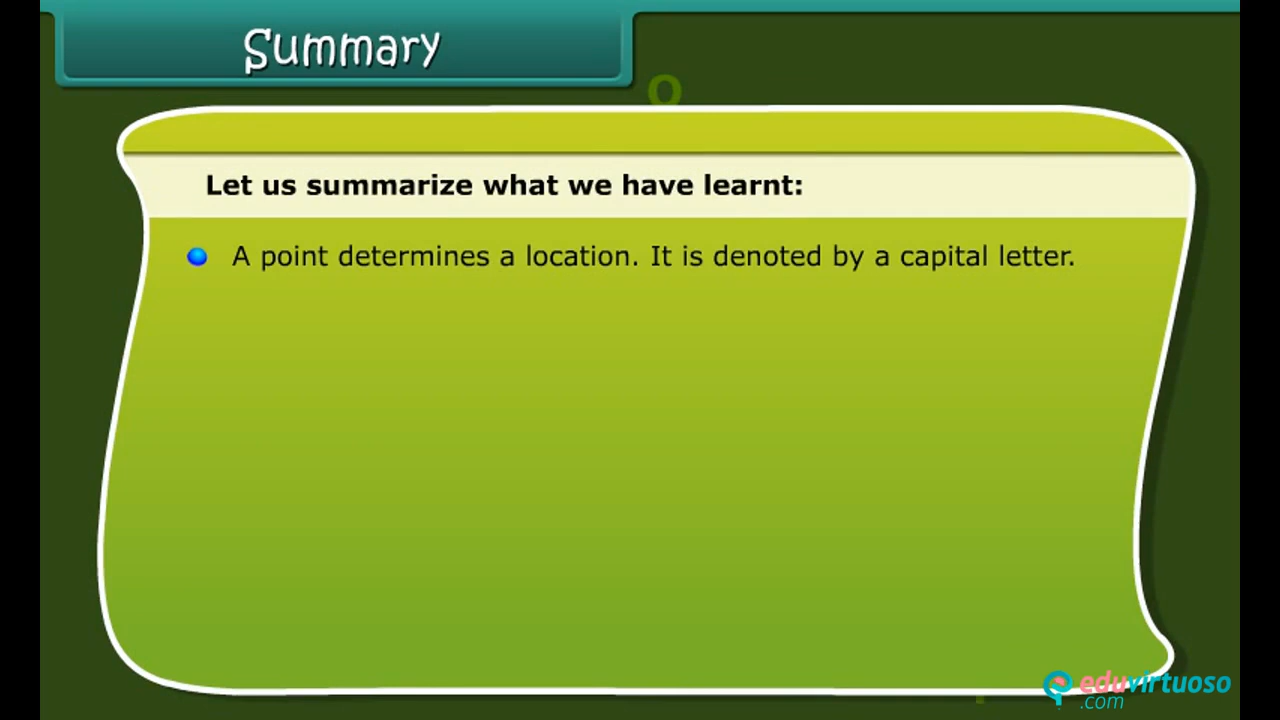 Summary
O
Let us summarize what we have learnt:
A point determines a location. It is denoted by a capital letter.
eduvirtuoso
.com